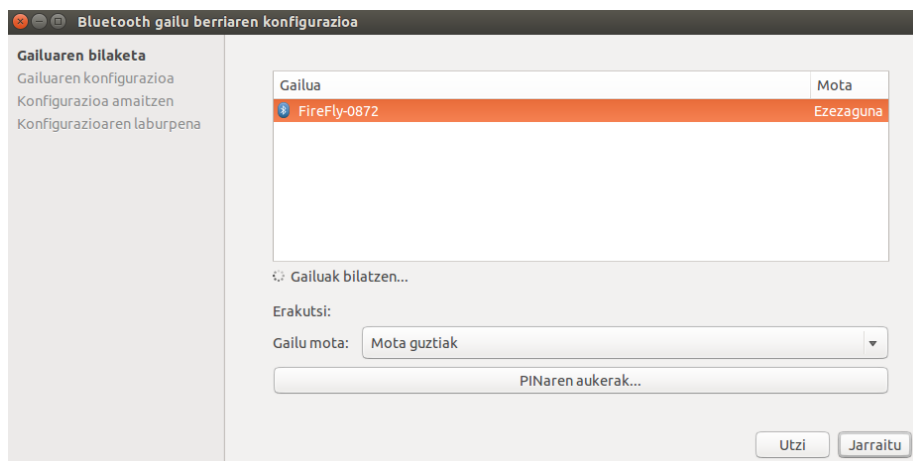 Bluetooth gailu berriaren konfigurazioa
Gailuaren bilaketa
Gailuaren konfigurazioa
Konfigurazioa amaitzen
Konfigurazioaren laburpena
Gailua Mota
FireFly-0872 Ezezaguna
Gailuak bilatzen...
Erakutsi:
Gailu mota: Mota guztiak
PINaren aukerak...
Utzi Jarraitu